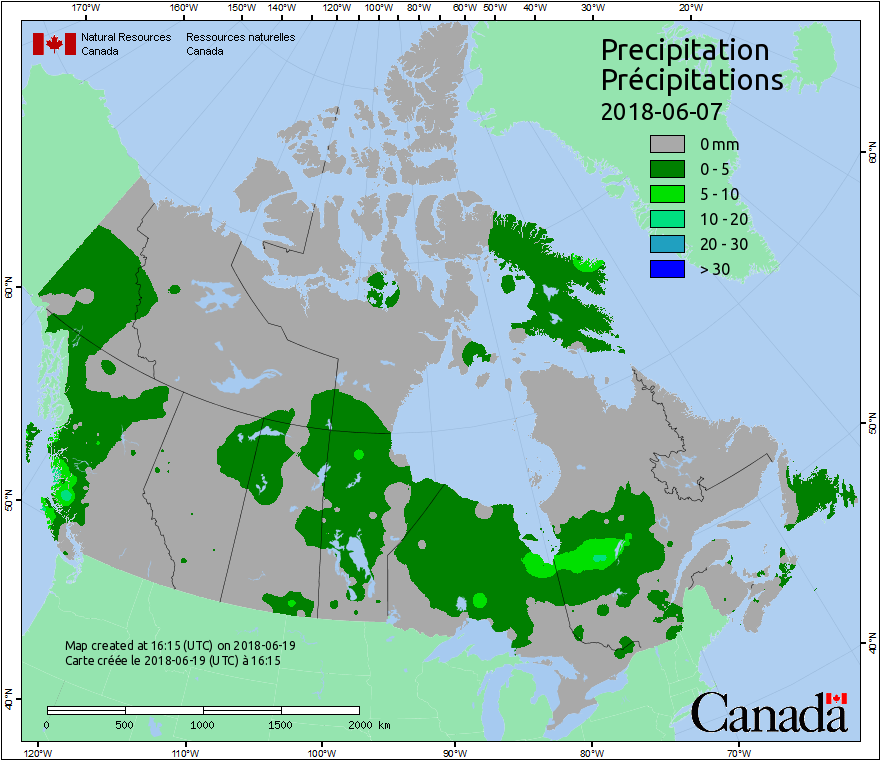 170°W 160°W 150°W 140°W 130°W 120°W 110°W 100°W 90°W 80°W 60°W 50°W 40°W 30°W 20°W
Natural Resources Ressources naturelles
Canada Canada
Precipitation
Précipitations
2018-06-07
0 mm
0 - 5
5 - 10
10 - 20
20 - 30
> 30
60°N
60°N
50°N
50°N
40°N
40°N
Map created at 16:15 (UTC) on 2018-06-19
Carte créée le 2018-06-19 (UTC) à 16:15
0 500 1000 1500 2000 km
Canada
120°W 110°W 100°W 90°W 80°W 70°W